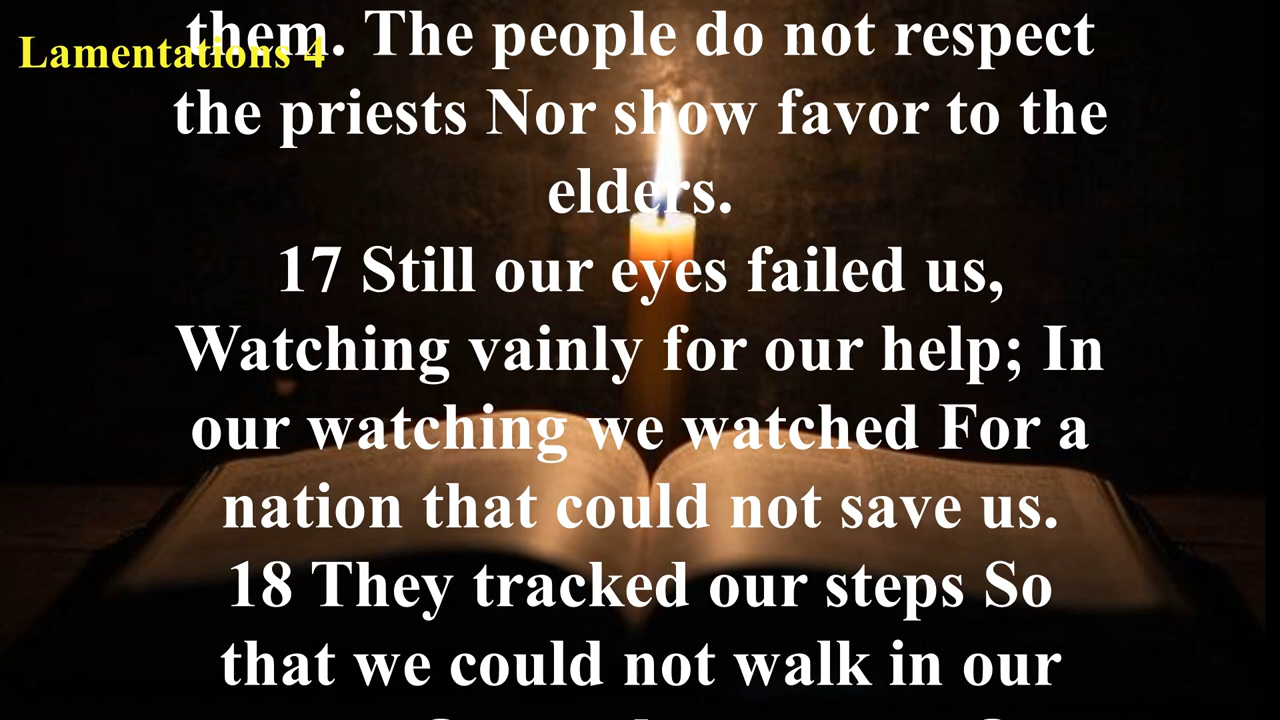 Lamentations 4
them. The people do not respect
the priests Nor show favor to the
elders.
17 Still our eyes failed us,
Watching vainly for our help; In
our watching we watched For a
nation that could not save us.
18 They tracked our steps So
that we could not walk in our